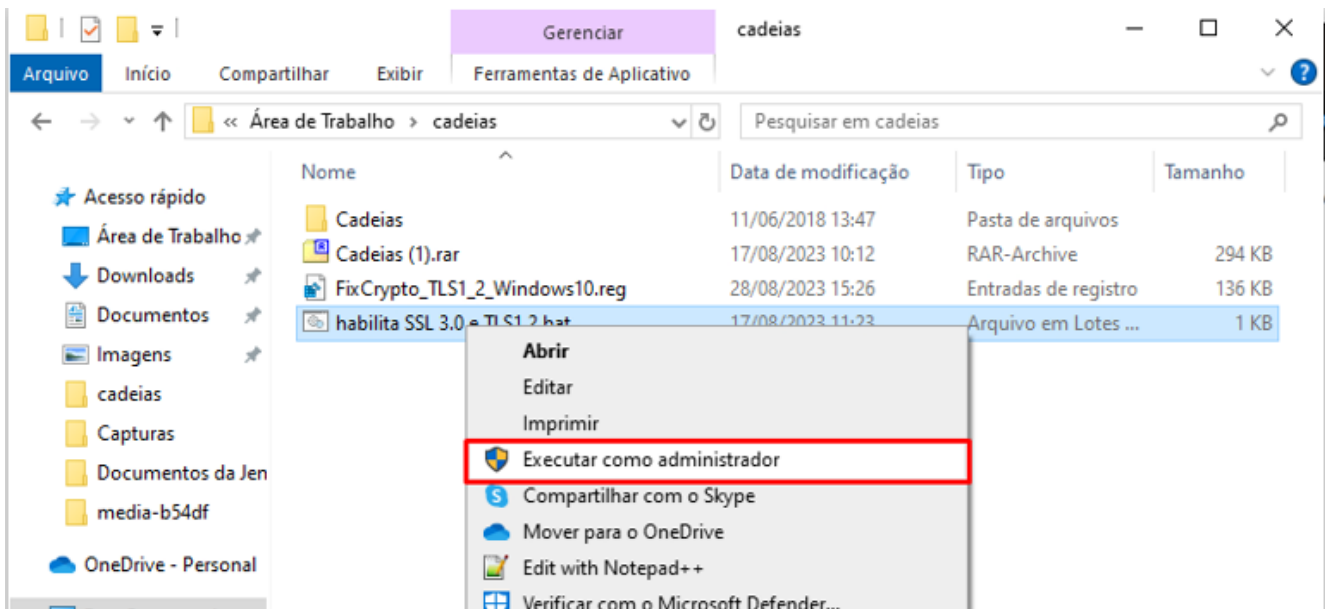 Gerenciar cadeias
Arquivo Início Compartilhar Exibir Ferramentas de Aplicativo
« Área de Trabalho > cadeias Pesquisar em cadeias
Nome Data de modificação Tipo Tamanho
Acesso rápido
Área de Trabalho
Downloads
Documentos
Imagens
cadeias
Capturas
Documentos da Jen
media-b54df
OneDrive - Personal
Cadeias 11/06/2018 13:47 Pasta de arquivos
Cadeias (1).rar 17/08/2023 10:12 RAR-Archive 294 KB
FixCrypto_TLS1_2_Windows10.reg 28/08/2023 15:26 Entradas de registro 136 KB
habilita SSL 3.0 e TLS1.2.bat 17/08/2023 11:23 Arquivo em Lotes ... 1 KB
Abrir
Editar
Imprimir
Executar como administrador
Compartilhar com o Skype
Mover para o OneDrive
Edit with Notepad++
Verificar com o Microsoft Defender...